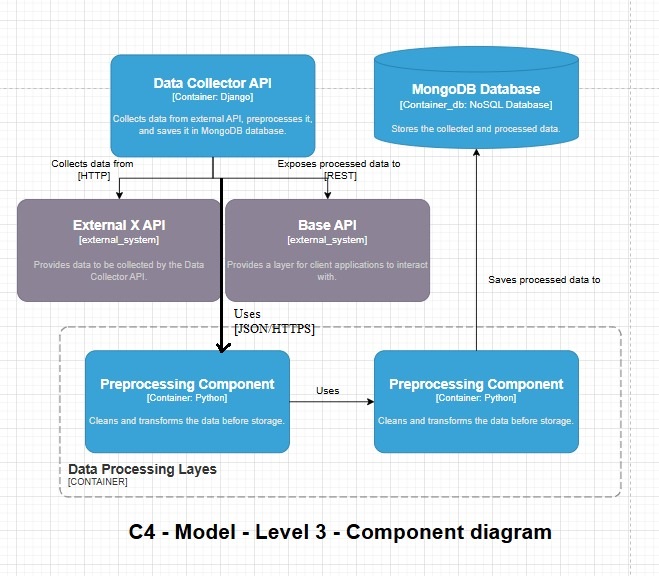 Data Collector API
[Container: Django]
Collects data from external API, preprocesses it,
and saves it in MongoDB database.
MongoDB Database
[Container_db: NoSQL Database]
Stores the collected and processed data.
Collects data from
[HTTP]
Exposes processed data to
[REST]
External X API
[external_system]
Provides data to be collected by the Data
Collector API.
Base API
[external_system]
Provides a layer for client applications to interact
with.
Saves processed data to
Uses
[JSON/HTTPS]
Preprocessing Component
[Container: Python]
Cleans and transforms the data before storage.
Uses
Preprocessing Component
[Container: Python]
Cleans and transforms the data before storage.
Data Processing Layes
[CONTAINER]
C4 - Model - Level 3 - Component diagram